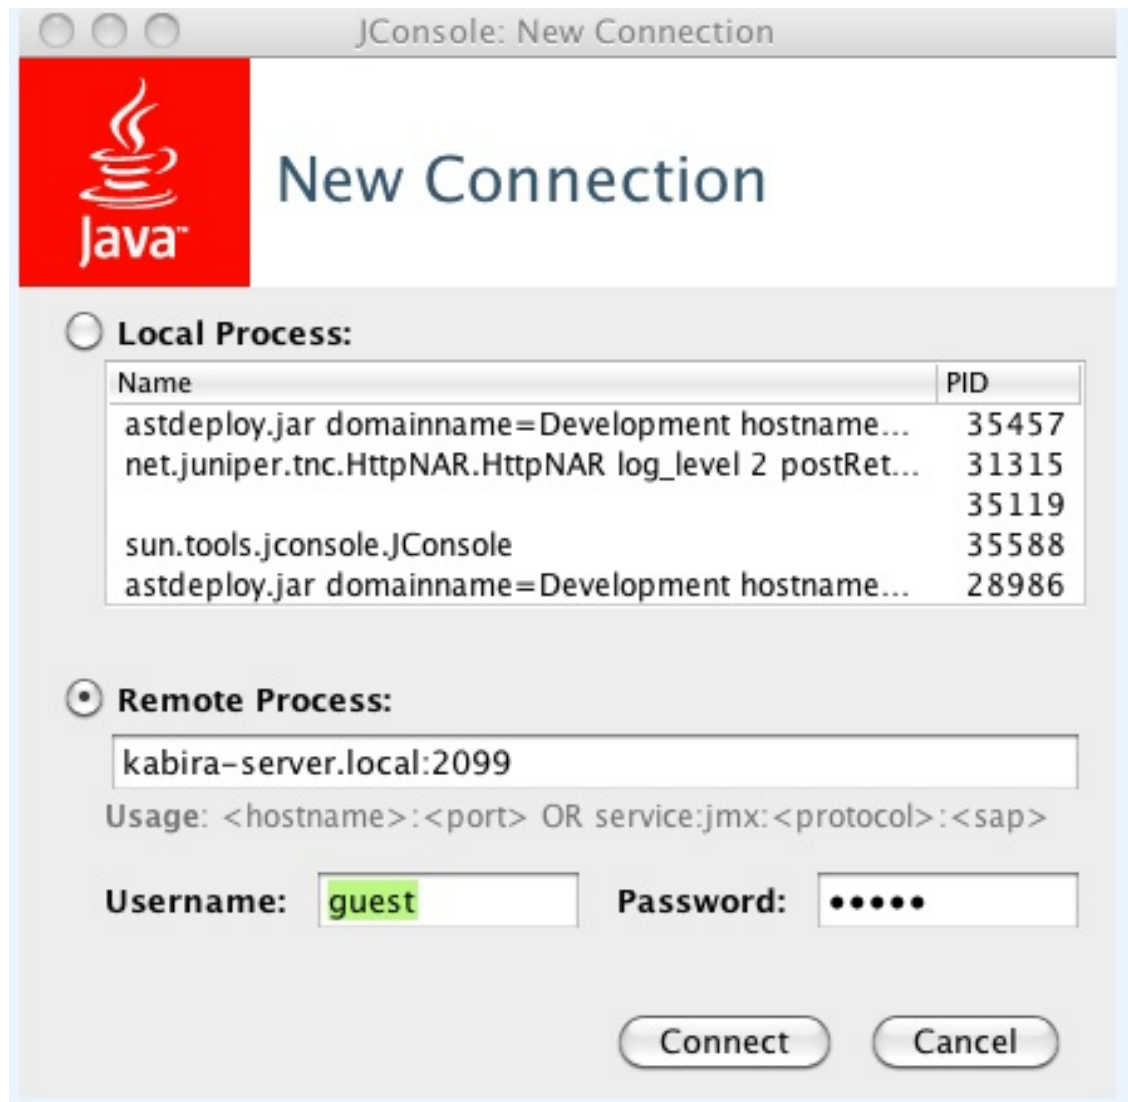 JConsole: New Connection
Java™
New Connection
Local Process:
Name PID
astdeploy.jar domainname=Development hostname... 35457
net.juniper.tnc.HttpNAR.HttpNAR log_level 2 postRet... 31315
35119
sun.tools.jconsole.JConsole 35588
astdeploy.jar domainname=Development hostname... 28986
Remote Process:
kabira-server.local:2099
Usage: <hostname>:<port> OR service:jmx:<protocol>:<sap>
Username: guest Password: •••••
Connect Cancel